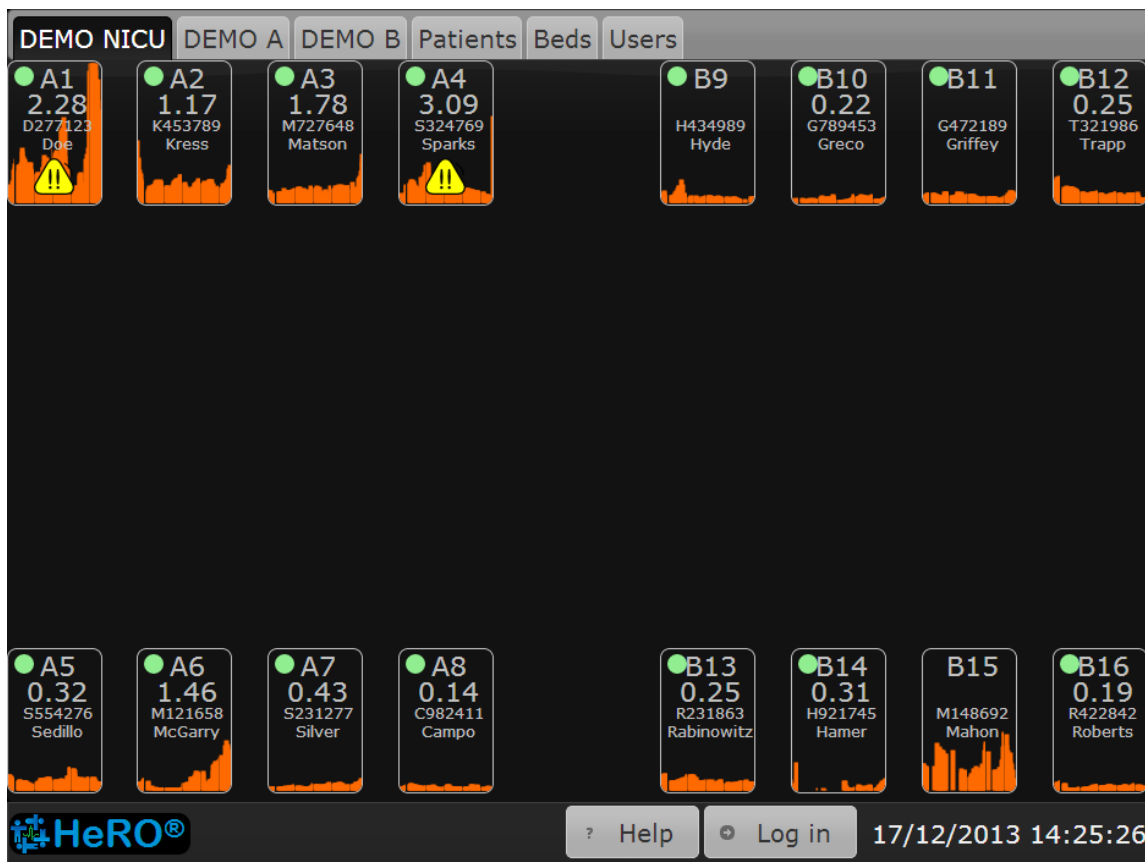 DEMO NICU DEMO A DEMO B Patients Beds Users
A1
2.28
D277123
Doe
!!
A2
1.17
K453789
Kress
A3
1.78
M727648
Matson
A4
3.09
S324769
Sparks
!!
B9
H434989
Hyde
B10
0.22
G789453
Greco
B11
G472189
Griffey
B12
0.25
T321986
Trapp
A5
0.32
S554276
Sedillo
A6
1.46
M121658
McGarry
A7
0.43
S231277
Silver
A8
0.14
C982411
Campo
B13
0.25
R231863
Rabinowitz
B14
0.31
H921745
Hamer
B15
M148692
Mahon
B16
0.19
R422842
Roberts
HeRO® ? Help Log in 17/12/2013 14:25:26